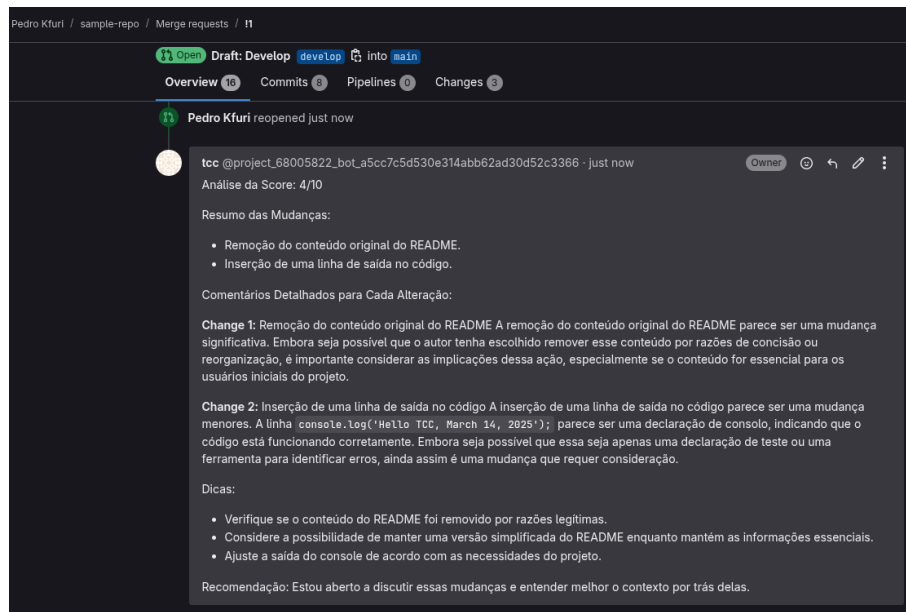 Pedro Kfuri / sample-repo / Merge requests / !1
Open Draft: Develop develop into main
Overview 16 Commits 8 Pipelines 0 Changes 3
Pedro Kfuri reopened just now
tcc @project_68005822_bot_a5cc7c5d530e314abb62ad30d52c3366 · just now Owner
Análise da Score: 4/10
Resumo das Mudanças:
• Remoção do conteúdo original do README.
• Inserção de uma linha de saída no código.
Comentários Detalhados para Cada Alteração:
Change 1: Remoção do conteúdo original do README A remoção do conteúdo original do README parece ser uma mudança
significativa. Embora seja possível que o autor tenha escolhido remover esse conteúdo por razões de concisão ou
reorganização, é importante considerar as implicações dessa ação, especialmente se o conteúdo for essencial para os
usuários iniciais do projeto.
Change 2: Inserção de uma linha de saída no código A inserção de uma linha de saída no código parece ser uma mudança
menores. A linha console.log('Hello TCC, March 14, 2025'); parece ser uma declaração de consolo, indicando que o
código está funcionando corretamente. Embora seja possível que essa seja apenas uma declaração de teste ou uma
ferramenta para identificar erros, ainda assim é uma mudança que requer consideração.
Dicas:
• Verifique se o conteúdo do README foi removido por razões legítimas.
• Considere a possibilidade de manter uma versão simplificada do README enquanto mantém as informações essenciais.
• Ajuste a saída do console de acordo com as necessidades do projeto.
Recomendação: Estou aberto a discutir essas mudanças e entender melhor o contexto por trás delas.